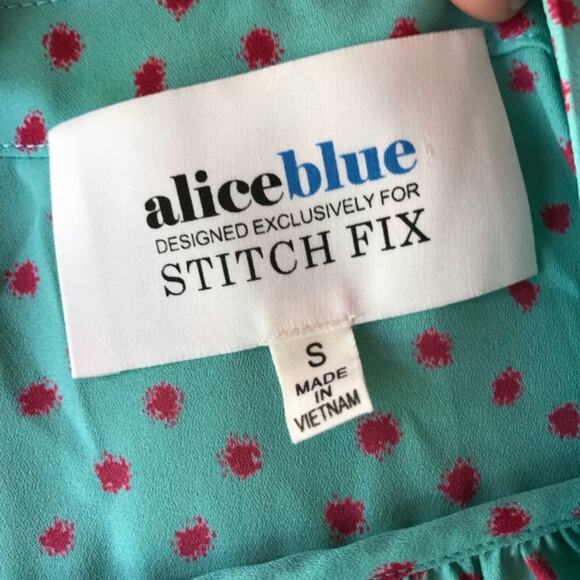 aliceblue
DESIGNED EXCLUSIVELY FOR
STITCH FIX
S
MADE
IN
VIETNAM